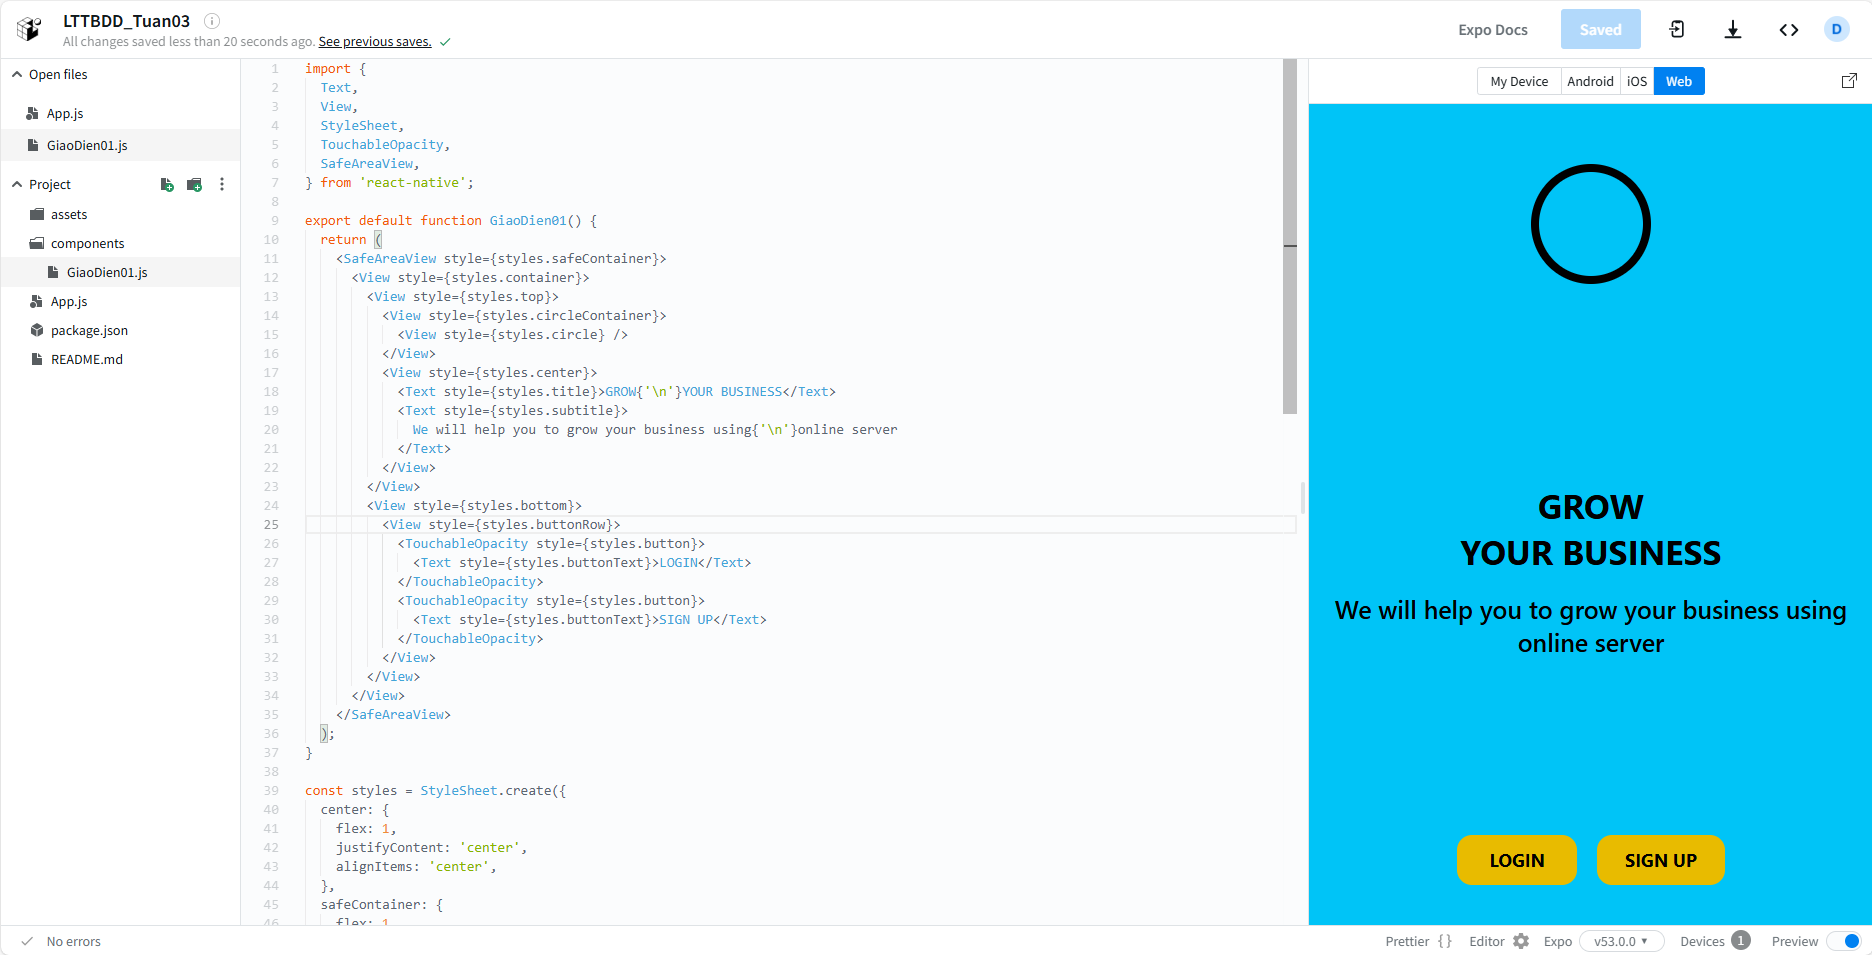 LTTBDD_Tuan03
All changes saved less than 20 seconds ago. See previous saves.
Expo Docs
Saved
D
Open files
App.js
GiaoDien01.js
Project
assets
components
GiaoDien01.js
App.js
package.json
README.md
1 import {
2 Text,
3 View,
4 StyleSheet,
5 TouchableOpacity,
6 SafeAreaView,
7 } from 'react-native';
8
9 export default function GiaoDien01() {
10 return (
11 <SafeAreaView style={styles.safeContainer}>
12 <View style={styles.container}>
13 <View style={styles.top}>
14 <View style={styles.circleContainer}>
15 <View style={styles.circle} />
16 </View>
17 <View style={styles.center}>
18 <Text style={styles.title}>GROW{'\n'}YOUR BUSINESS</Text>
19 <Text style={styles.subtitle}>
20 We will help you to grow your business using{'\n'}online server
21 </Text>
22 </View>
23 </View>
24 <View style={styles.bottom}>
25 <View style={styles.buttonRow}>
26 <TouchableOpacity style={styles.button}>
27 <Text style={styles.buttonText}>LOGIN</Text>
28 </TouchableOpacity>
29 <TouchableOpacity style={styles.button}>
30 <Text style={styles.buttonText}>SIGN UP</Text>
31 </TouchableOpacity>
32 </View>
33 </View>
34 </View>
35 </SafeAreaView>
36 );
37 }
38
39 const styles = StyleSheet.create({
40 center: {
41 flex: 1,
42 justifyContent: 'center',
43 alignItems: 'center',
44 },
45 safeContainer: {
46 flex: 1
My Device Android iOS Web
GROW
YOUR BUSINESS
We will help you to grow your business using
online server
LOGIN SIGN UP
No errors
Prettier {} Editor Expo v53.0.0 Devices 1 Preview